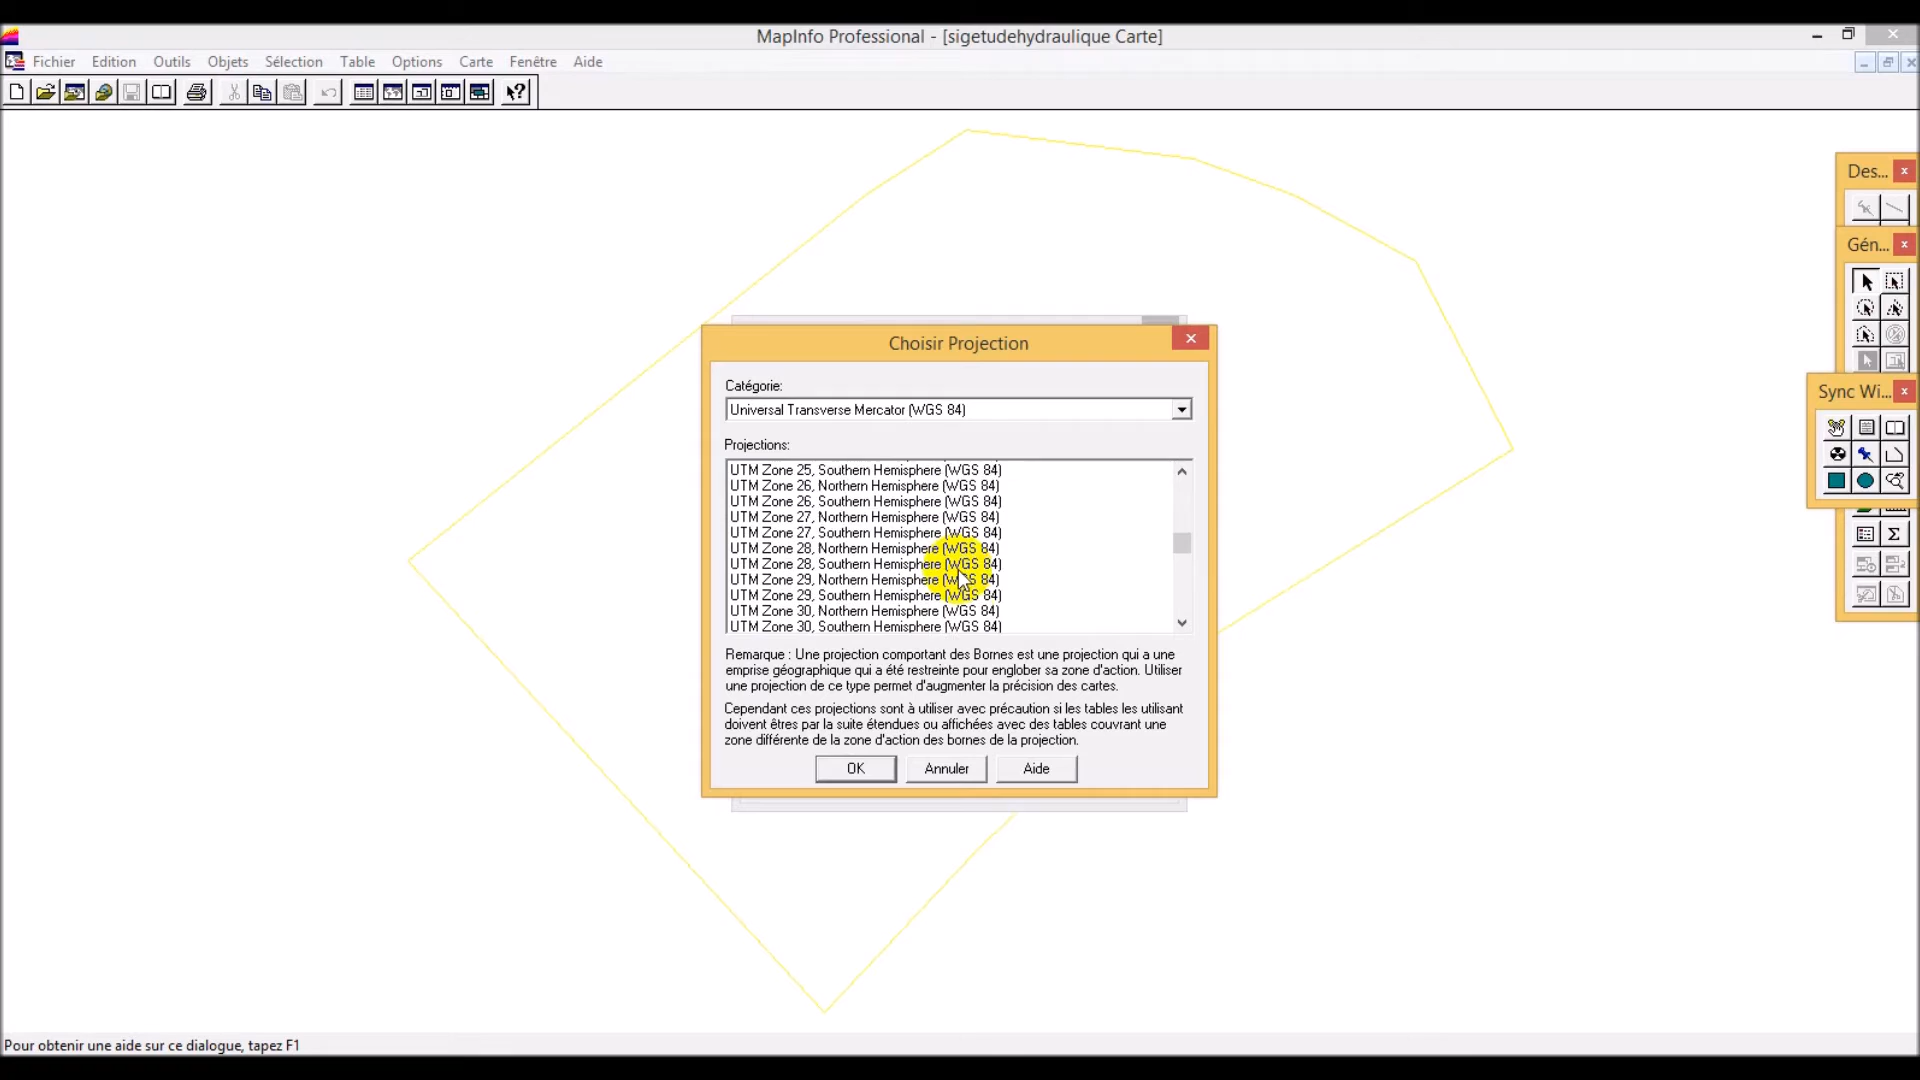 MapInfo Professional - [sigetudehydraulique Carte]
Fichier Edition Outils Objets Sélection Table Options Carte Fenêtre Aide
Des...
Gén...
Sync Wi...
Choisir Projection
Catégorie:
Universal Transverse Mercator (WGS 84)
Projections:
UTM Zone 25, Southern Hemisphere (WGS 84)
UTM Zone 26, Northern Hemisphere (WGS 84)
UTM Zone 26, Southern Hemisphere (WGS 84)
UTM Zone 27, Northern Hemisphere (WGS 84)
UTM Zone 27, Southern Hemisphere (WGS 84)
UTM Zone 28, Northern Hemisphere (WGS 84)
UTM Zone 28, Southern Hemisphere (WGS 84)
UTM Zone 29, Northern Hemisphere (WGS 84)
UTM Zone 29, Southern Hemisphere (WGS 84)
UTM Zone 30, Northern Hemisphere (WGS 84)
UTM Zone 30, Southern Hemisphere (WGS 84)
Remarque : Une projection comportant des Bornes est une projection qui a une
emprise géographique qui a été restreinte pour englober sa zone d'action. Utiliser
une projection de ce type permet d'augmenter la précision des cartes.
Cependant ces projections sont à utiliser avec précaution si les tables les utilisant
doivent êtres par la suite étendues ou affichées avec des tables couvrant une
zone différente de la zone d'action des bornes de la projection.
OK Annuler Aide
Pour obtenir une aide sur ce dialogue, tapez F1